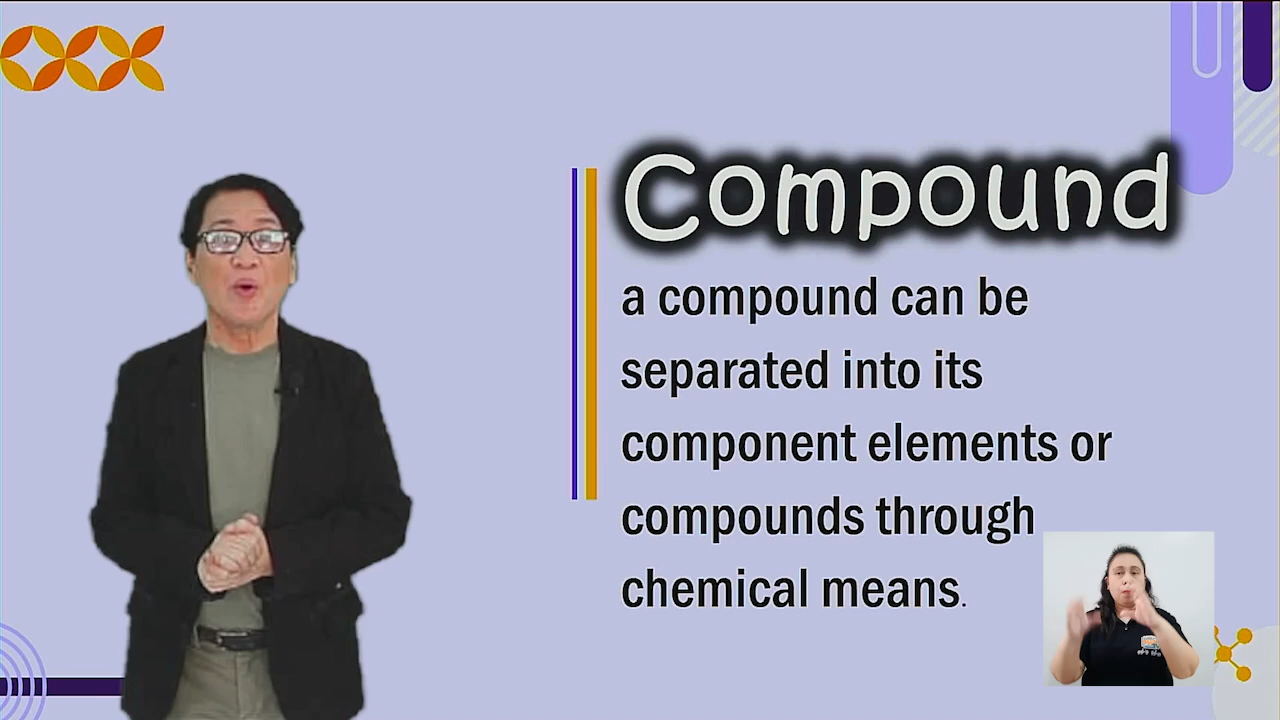 Compound
a compound can be
separated into its
component elements or
compounds through
chemical means.